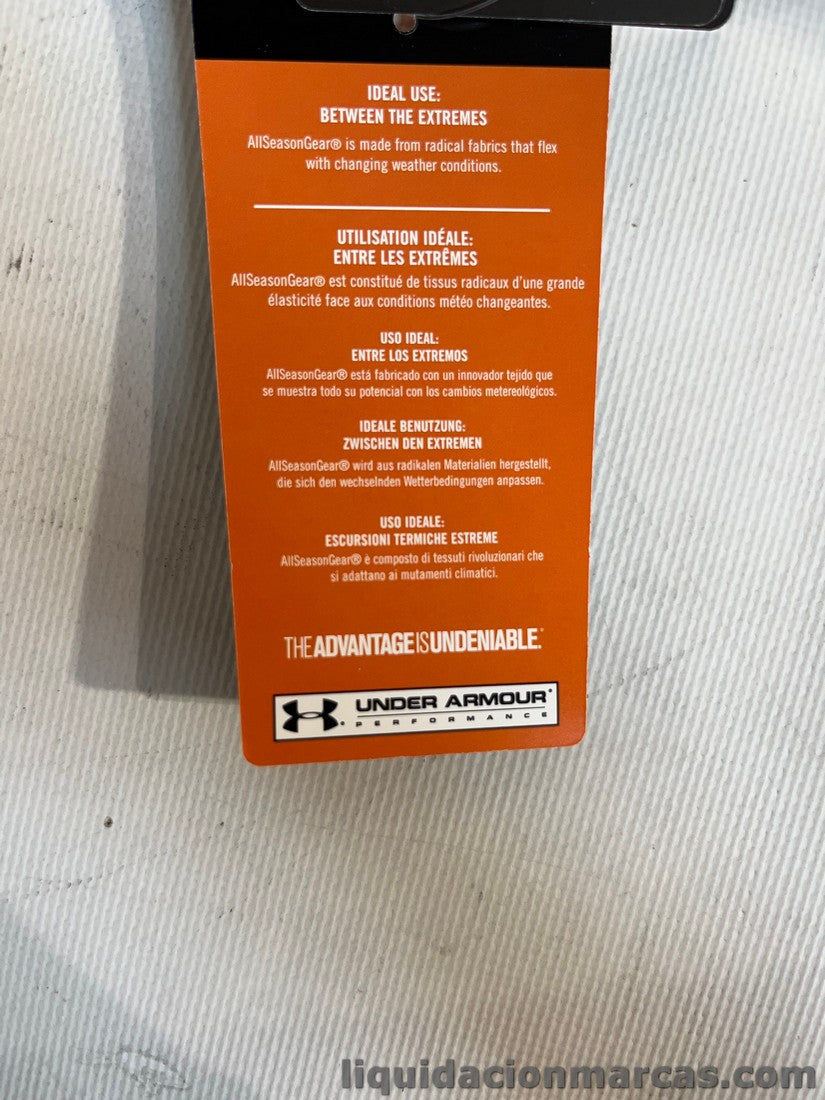 IDEAL USE:
BETWEEN THE EXTREMES
AllSeasonGear® is made from radical fabrics that flex
with changing weather conditions.
UTILISATION IDÉALE:
ENTRE LES EXTRÊMES
AllSeasonGear® est constitué de tissus radicaux d'une grande
élasticité face aux conditions météo changeantes.
USO IDEAL:
ENTRE LOS EXTREMOS
AllSeasonGear® está fabricado con un innovador tejido que
se muestra todo su potencial con los cambios metereológicos.
IDEALE BENUTZUNG:
ZWISCHEN DEN EXTREMEN
AllSeasonGear® wird aus radikalen Materialien hergestellt,
die sich den wechselnden Wetterbedingungen anpassen.
USO IDEALE:
ESCURSIONI TERMICHE ESTREME
AllSeasonGear® è composto di tessuti rivoluzionari che
si adattano ai mutamenti climatici.
THE ADVANTAGE IS UNDENIABLE.
UNDER ARMOUR®
PERFORMANCE
liquidacionmarcas.com